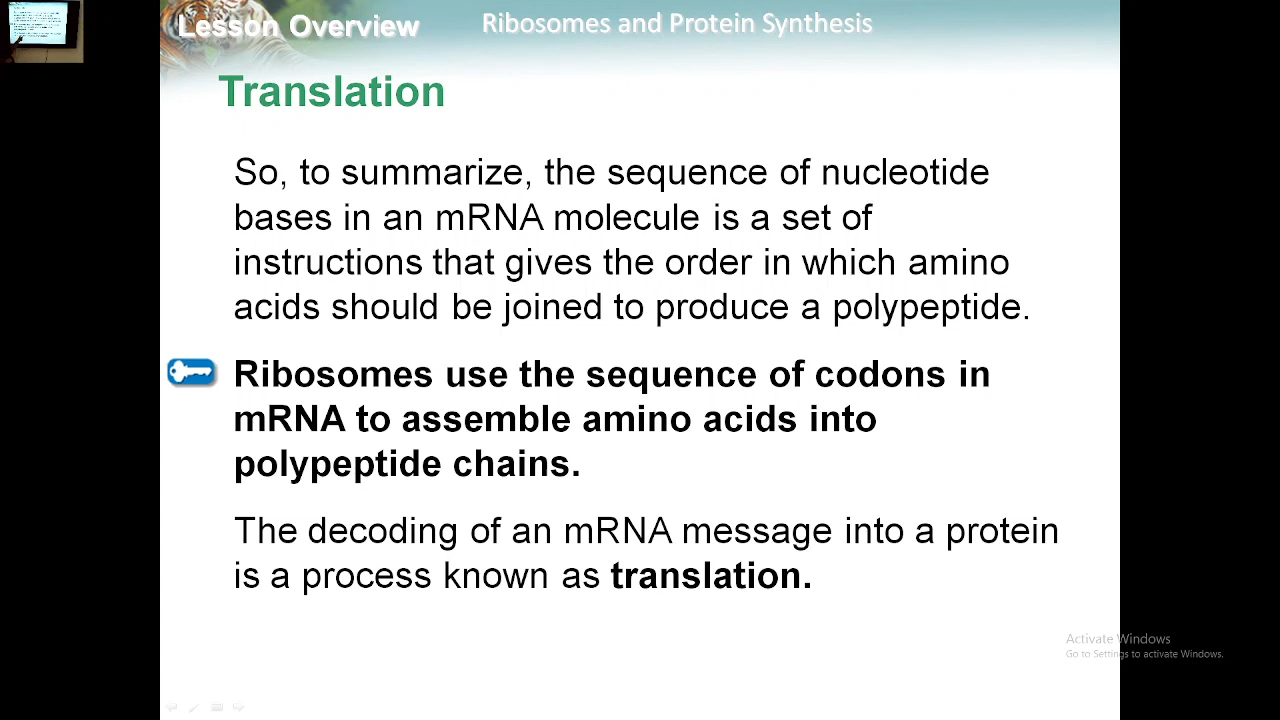 Lesson Overview
Ribosomes and Protein Synthesis
Translation
So, to summarize, the sequence of nucleotide
bases in an mRNA molecule is a set of
instructions that gives the order in which amino
acids should be joined to produce a polypeptide.
Ribosomes use the sequence of codons in
mRNA to assemble amino acids into
polypeptide chains.
The decoding of an mRNA message into a protein
is a process known as translation.
Activate Windows
Go to Settings to activate Windows.